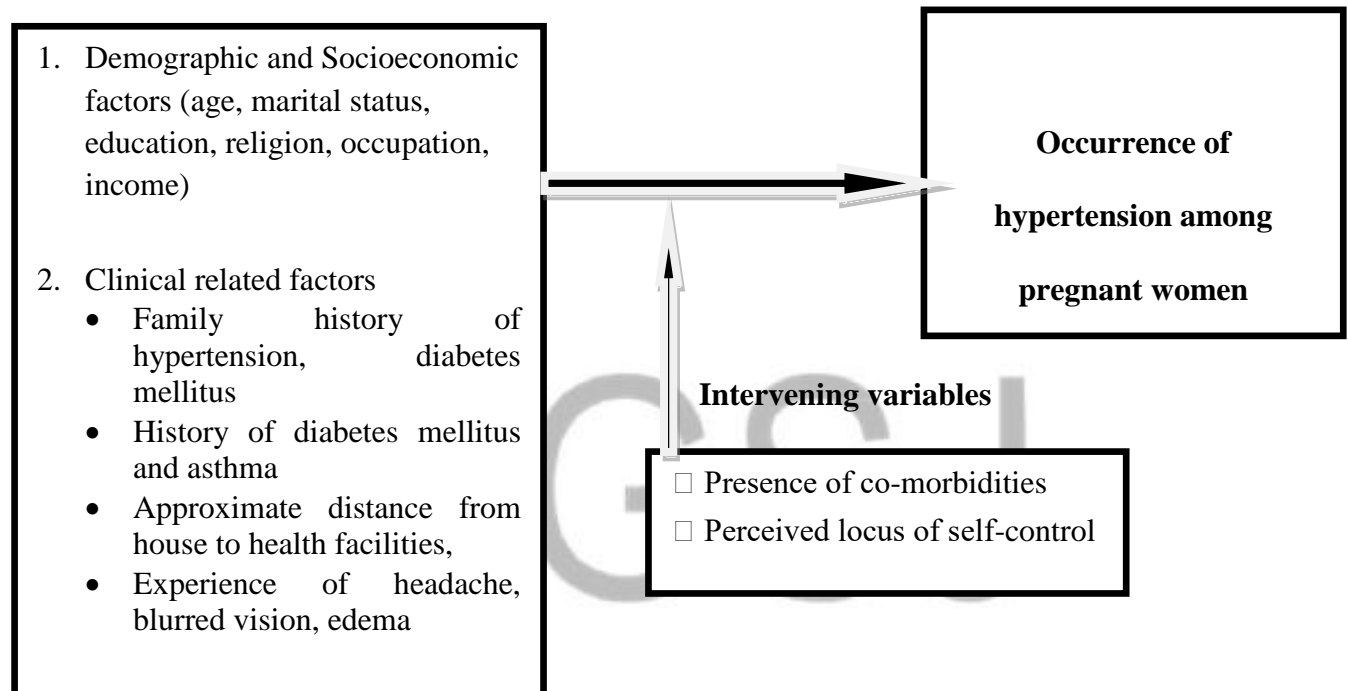 1. Demographic and Socioeconomic
factors (age, marital status,
education, religion, occupation,
income)
2. Clinical related factors
• Family history of
hypertension, diabetes
mellitus
• History of diabetes mellitus
and asthma
• Approximate distance from
house to health facilities,
• Experience of headache,
blurred vision, edema
Occurrence of
hypertension among
pregnant women
Intervening variables
□ Presence of co-morbidities
□ Perceived locus of self-control
GSJ